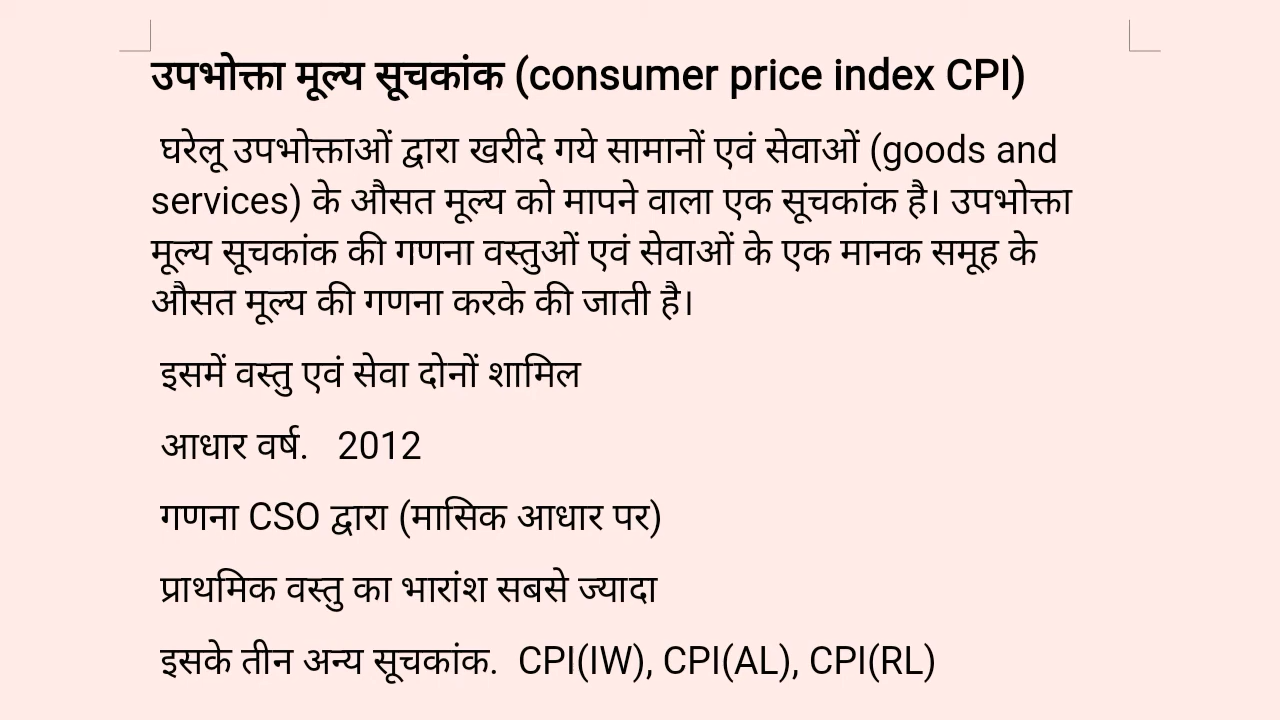 उपभोक्ता मूल्य सूचकांक (consumer price index CPI)
घरेलू उपभोक्ताओं द्वारा खरीदे गये सामानों एवं सेवाओं (goods and
services) के औसत मूल्य को मापने वाला एक सूचकांक है। उपभोक्ता
मूल्य सूचकांक की गणना वस्तुओं एवं सेवाओं के एक मानक समूह के
औसत मूल्य की गणना करके की जाती है।
इसमें वस्तु एवं सेवा दोनों शामिल
आधार वर्ष. 2012
गणना CSO द्वारा (मासिक आधार पर)
प्राथमिक वस्तु का भारांश सबसे ज्यादा
इसके तीन अन्य सूचकांक. CPI(IW), CPI(AL), CPI(RL)